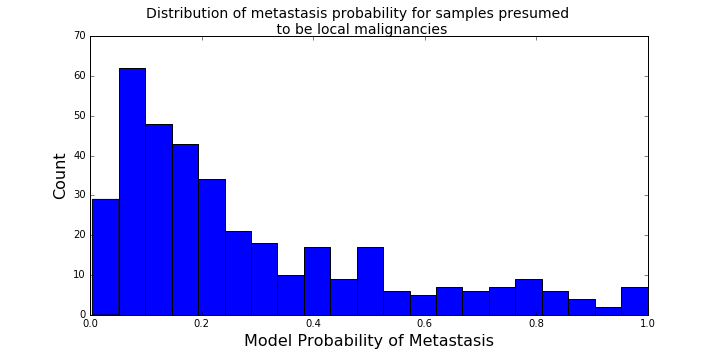 Distribution of metastasis probability for samples presumed
to be local malignancies
70
60
50
40
30
20
10
0
Count
0.0 0.2 0.4 0.6 0.8 1.0
Model Probability of Metastasis